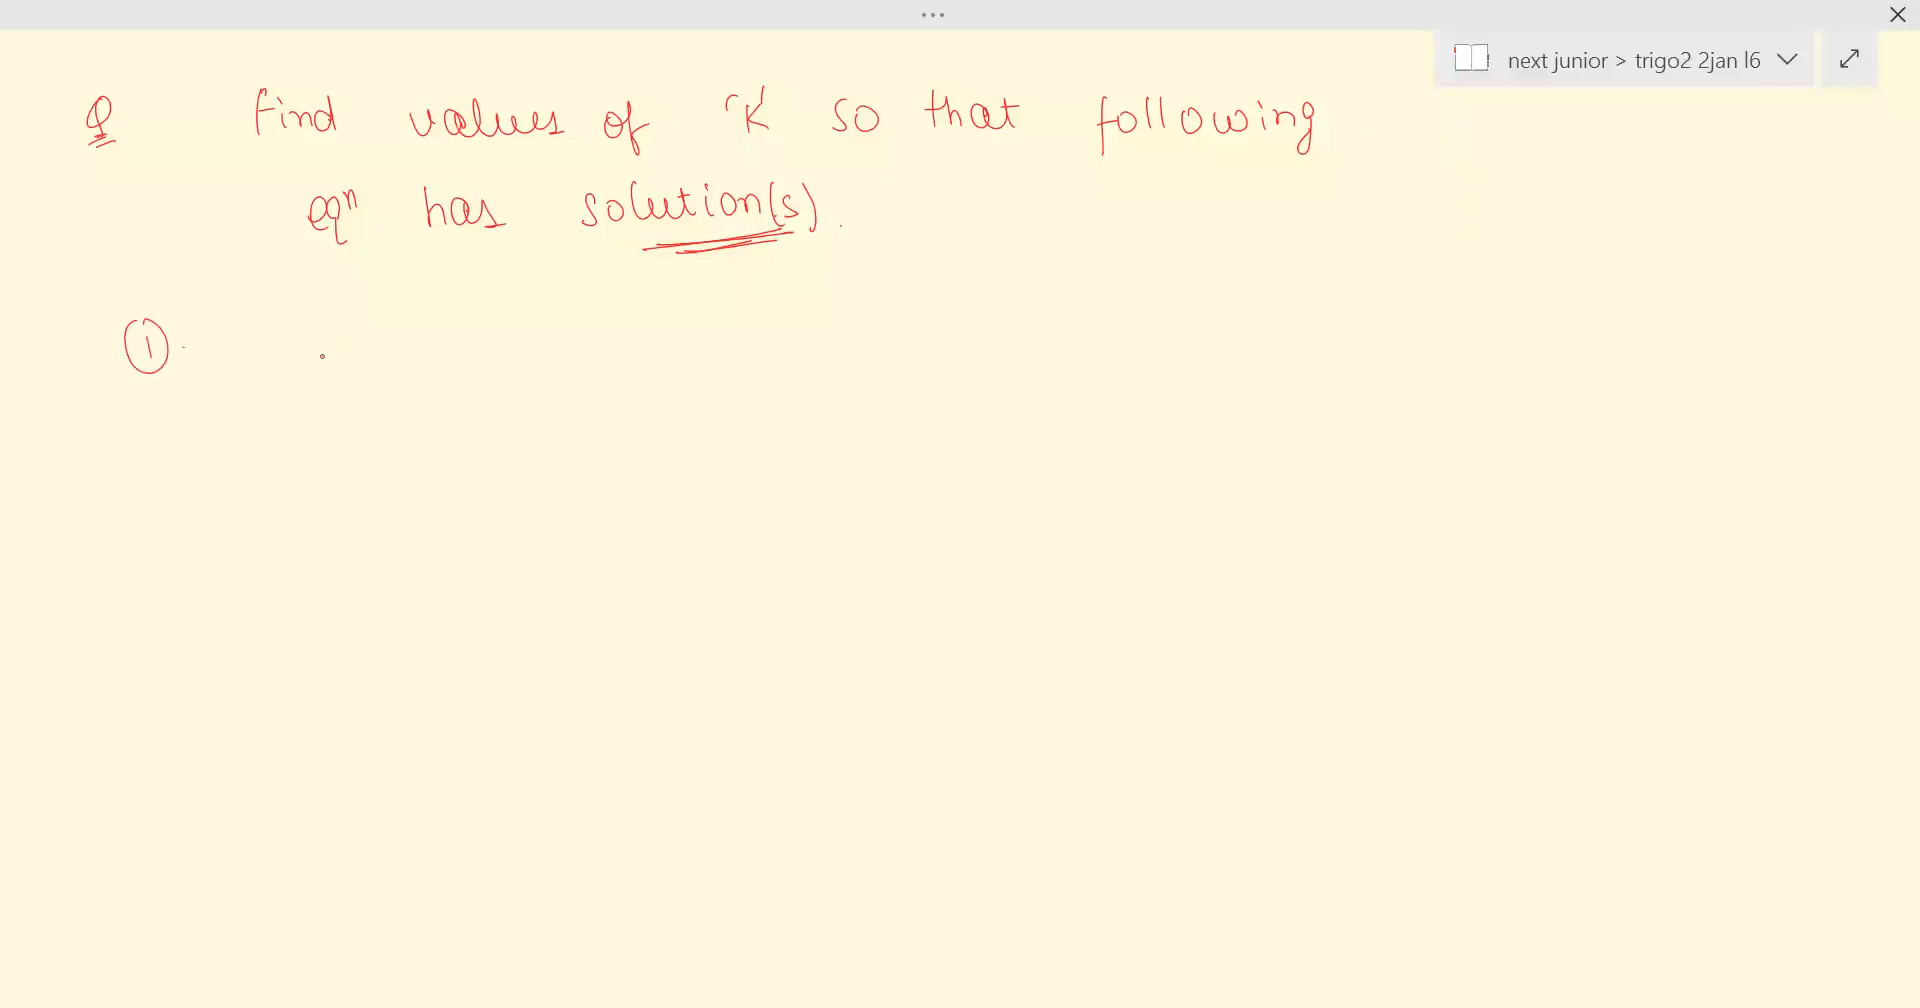 next junior > trigo2 2jan l6
Q Find values of 'K' so that following
eqⁿ has solution(s).
①